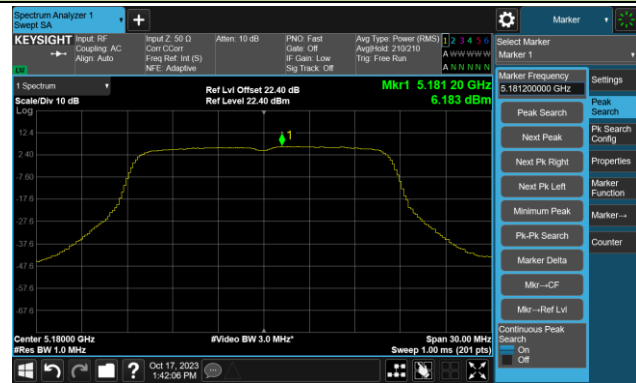 Spectrum Analyzer 1
Swept SA
Marker
KEYSIGHT
Input: RF
Coupling: AC
Align: Auto
Input Z: 50 Ω
Corr CCorr
Freq Ref: Int (S)
NFE: Adaptive
Atten: 10 dB
PNO: Fast
Gate: Off
IF Gain: Low
Sig Track: Off
Avg Type: Power (RMS)
Avg|Hold: 210/210
Trig: Free Run
1 2 3 4 5 6
A W W W W W
A N N N N N
Select Marker
Marker 1
LXI
1 Spectrum
Scale/Div 10 dB
Log
Ref Lvl Offset 22.40 dB
Ref Level 22.40 dBm
Mkr1 5.181 20 GHz
6.183 dBm
1
12.4
2.40
-7.60
-17.6
-27.6
-37.6
-47.6
-57.6
-67.6
Center 5.18000 GHz
#Res BW 1.0 MHz
#Video BW 3.0 MHz*
Span 30.00 MHz
Sweep 1.00 ms (201 pts)
Marker Frequency
5.181200000 GHz
Peak Search
Next Peak
Next Pk Right
Next Pk Left
Minimum Peak
Pk-Pk Search
Marker Delta
Mkr→CF
Mkr→Ref Lvl
Continuous Peak
Search
On
Off
Settings
Peak
Search
Pk Search
Config
Properties
Marker
Function
Marker→
Counter
?
Oct 17, 2023
1:42:06 PM